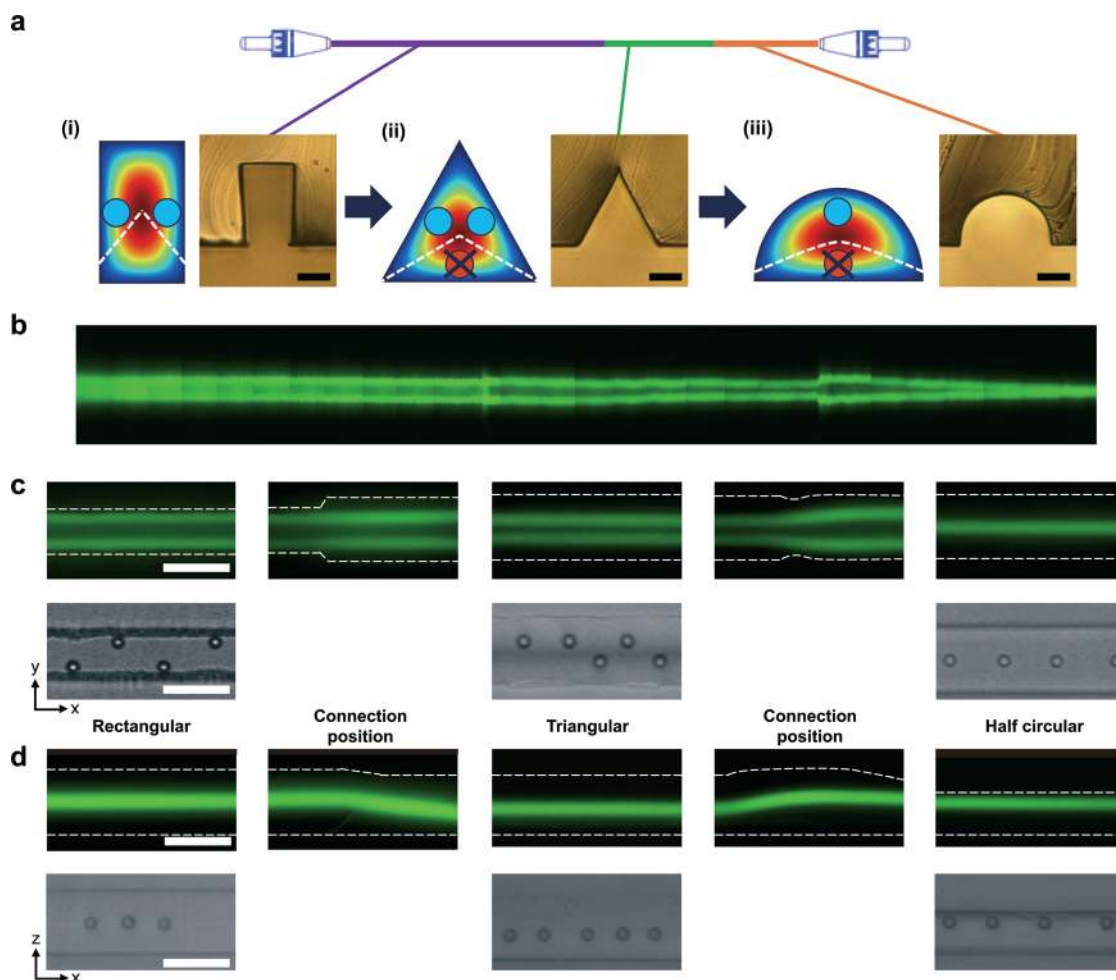 a
(i)
(ii)
(iii)
b
c
y
x
Rectangular
Connection
position
Triangular
Connection
position
Half circular
d
z
x